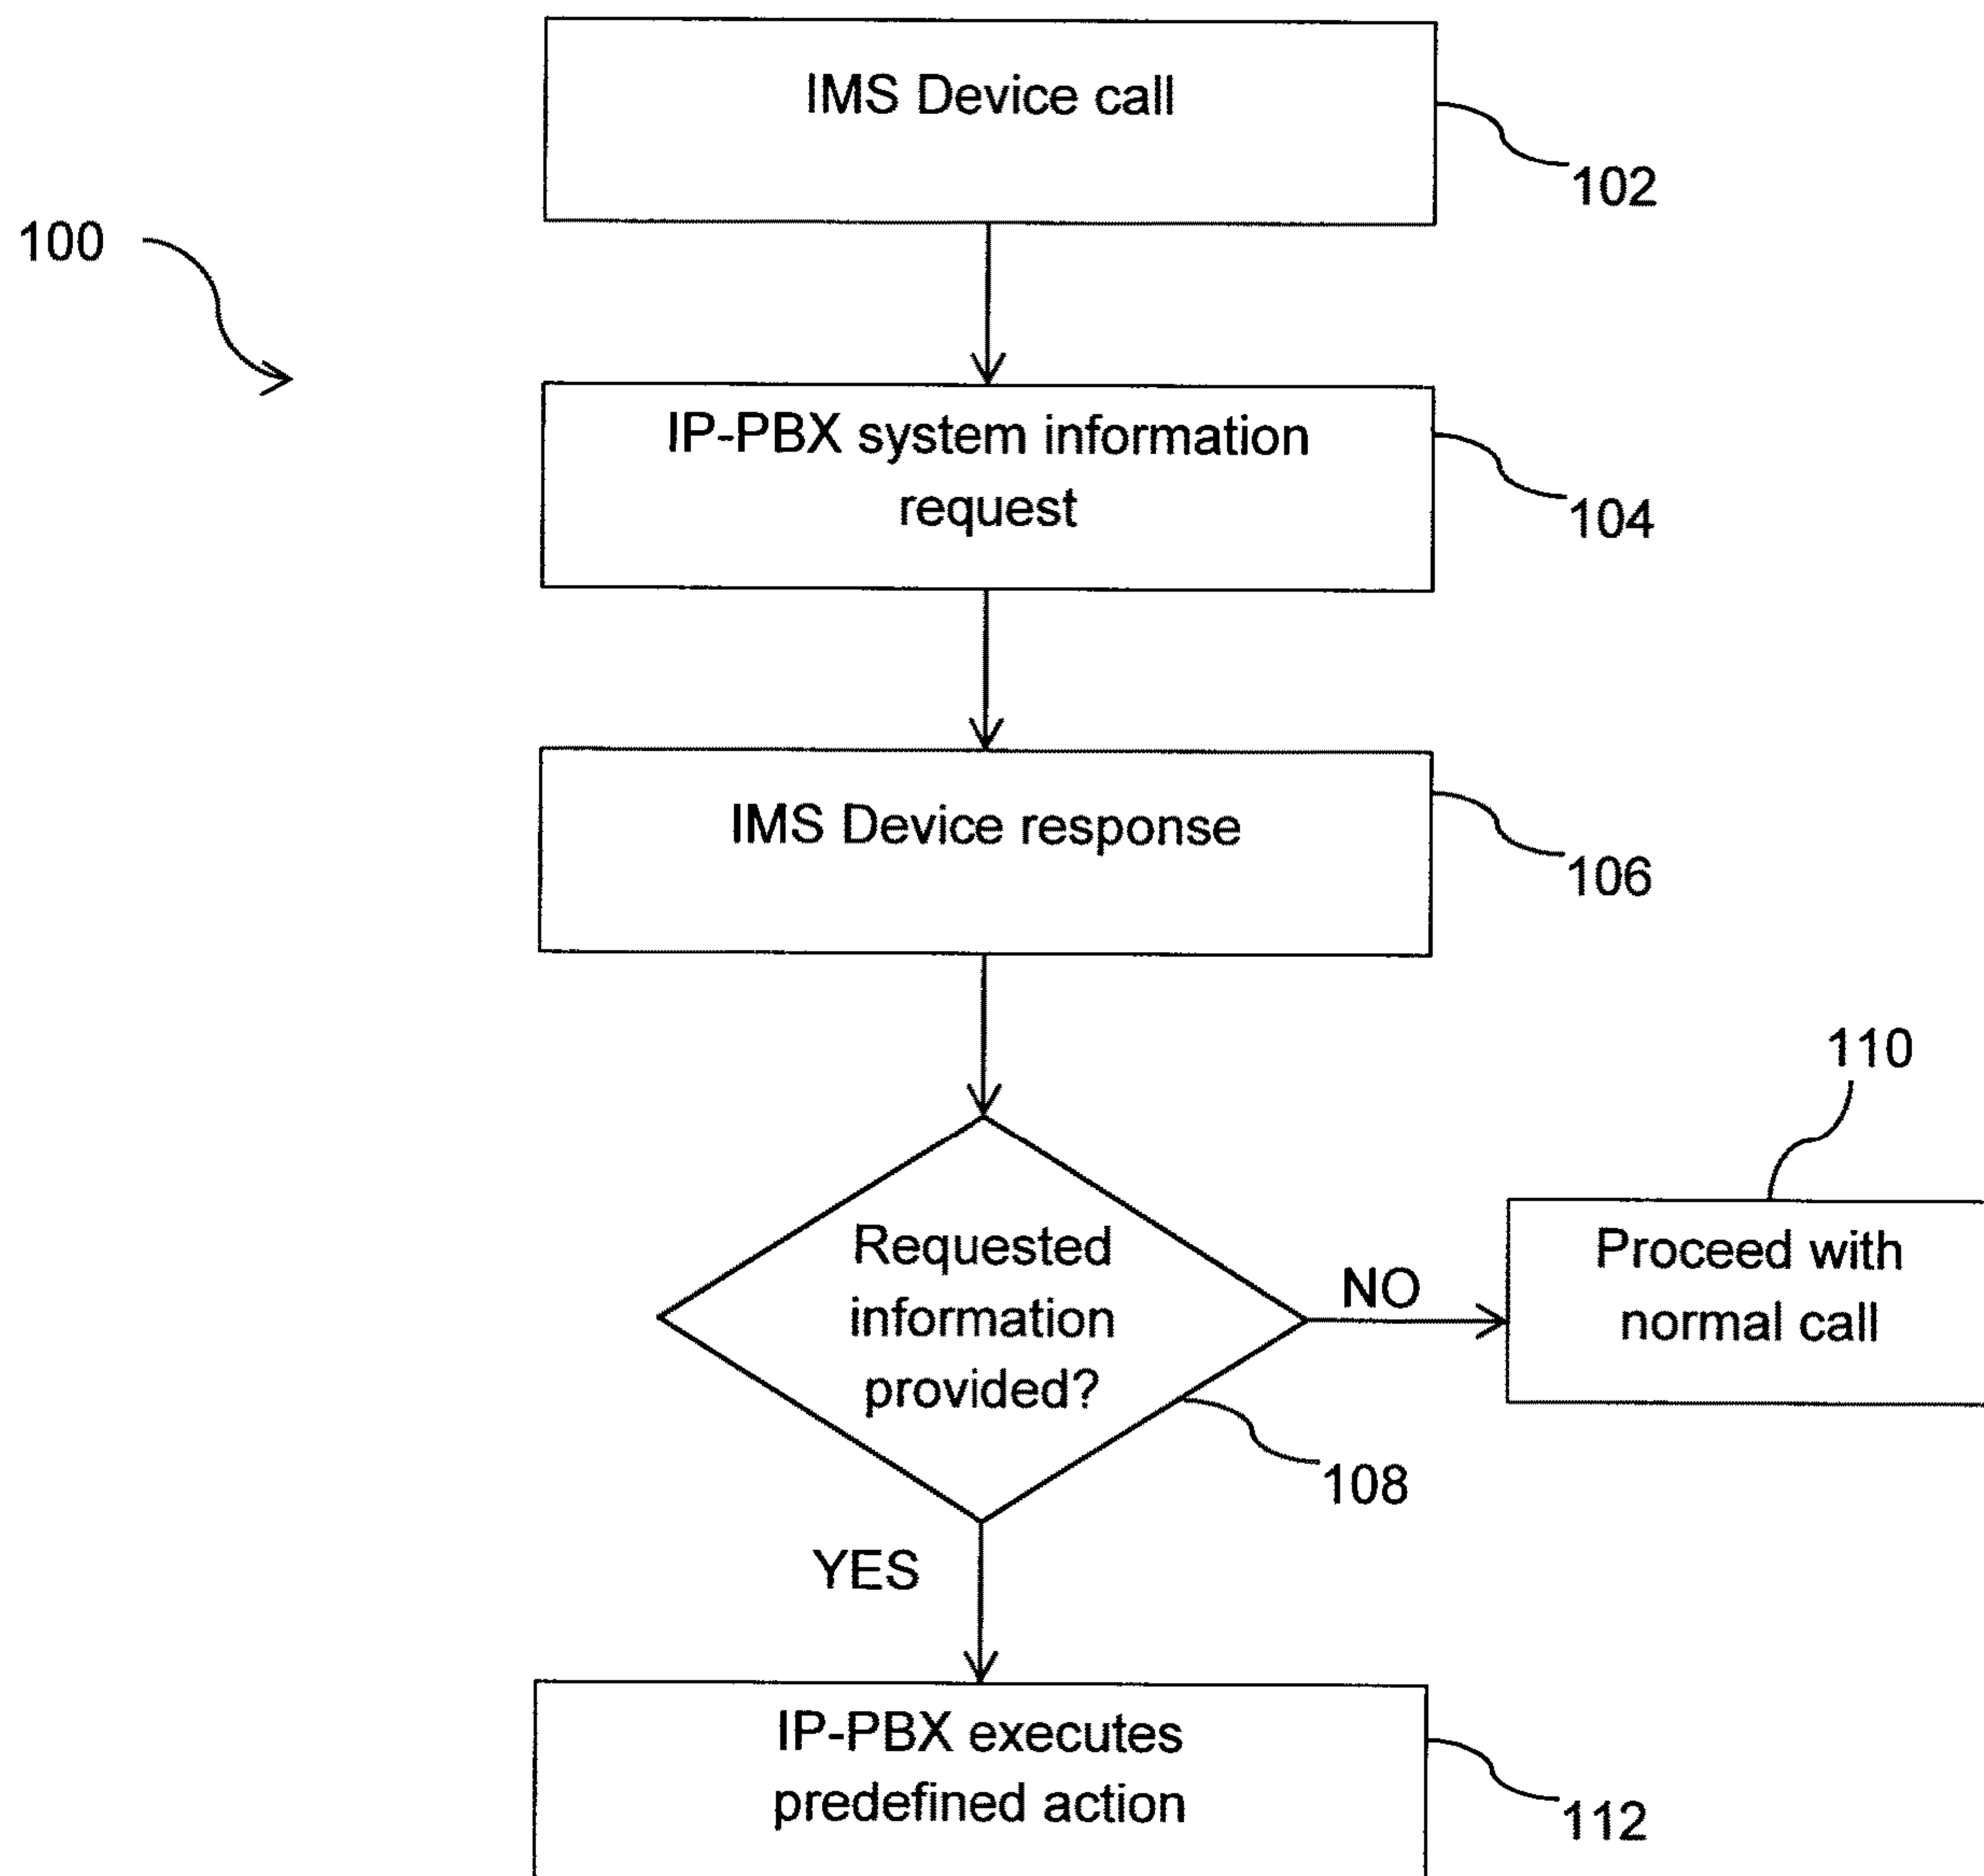 IMS Device call
102
100
IP-PBX system information
request
104
IMS Device response
106
110
Requested
information
provided?
NO
Proceed with
normal call
108
YES
IP-PBX executes
predefined action
112